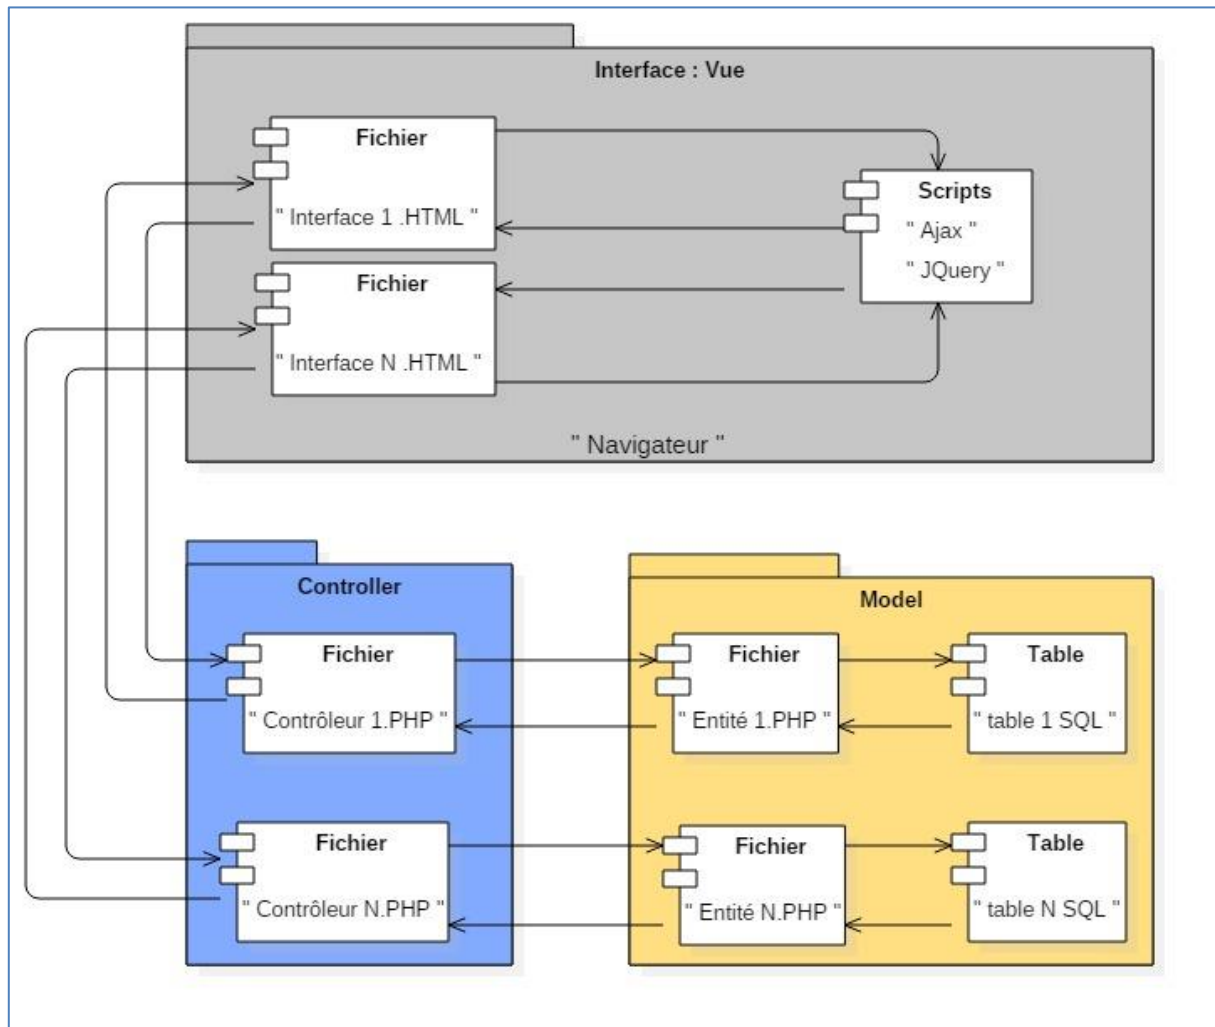 Interface : Vue
Fichier
" Interface 1 .HTML "
Scripts
" Ajax "
" JQuery "
Fichier
" Interface N .HTML "
" Navigateur "
Controller
Fichier
" Contrôleur 1.PHP "
Fichier
" Contrôleur N.PHP "
Model
Fichier
" Entité 1.PHP "
Table
" table 1 SQL "
Fichier
" Entité N.PHP "
Table
" table N SQL "